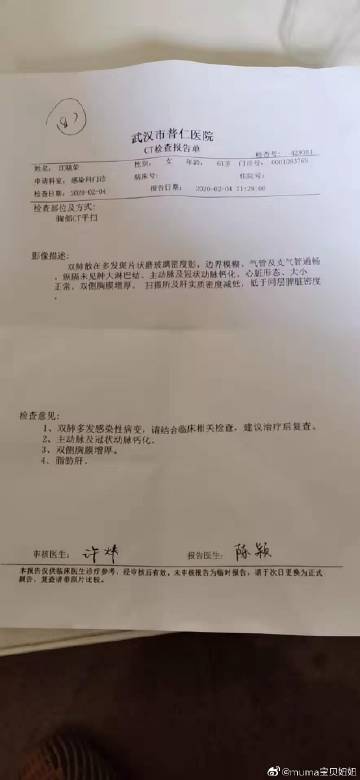 武汉市普仁医院
CT检查报告单
检查号:
姓名: 性别: 女 年龄: 61岁 门诊号:
申请科室: 感染科门诊 病床号: 住院号:
检查日期: 2020-02-04 报告日期: 2020-02-04
检查部位及方式:
胸部CT平扫
影像描述:
双肺散在多发斑片状磨玻璃密度影，边界模糊，气管及支气管通畅
，纵隔未见肿大淋巴结。主动脉及冠状动脉钙化。心脏形态、大小
正常。双侧胸膜增厚。 扫描所及肝实质密度减低，低于同层脾脏密度
。
检查意见:
1、双肺多发感染性病变，请结合临床相关检查，建议治疗后复查。
2、主动脉及冠状动脉钙化。
3、双侧胸膜增厚。
4、脂肪肝。
审核医生: 报告医生: 陈颖
本报告仅供临床医生诊疗参考，经审核后有效。未审核报告为临时报告，请于次日更换为正式
报告，复查请带原片比较。
@muma宝贝妞妞